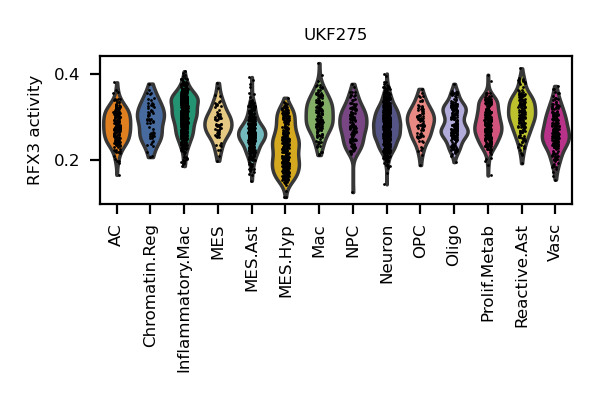 UKF275
RFX3 activity
0.4
0.2
AC
Chromatin.Reg
Inflammatory.Mac
MES
MES.Ast
MES.Hyp
Mac
NPC
Neuron
OPC
Oligo
Prolif.Metab
Reactive.Ast
Vasc